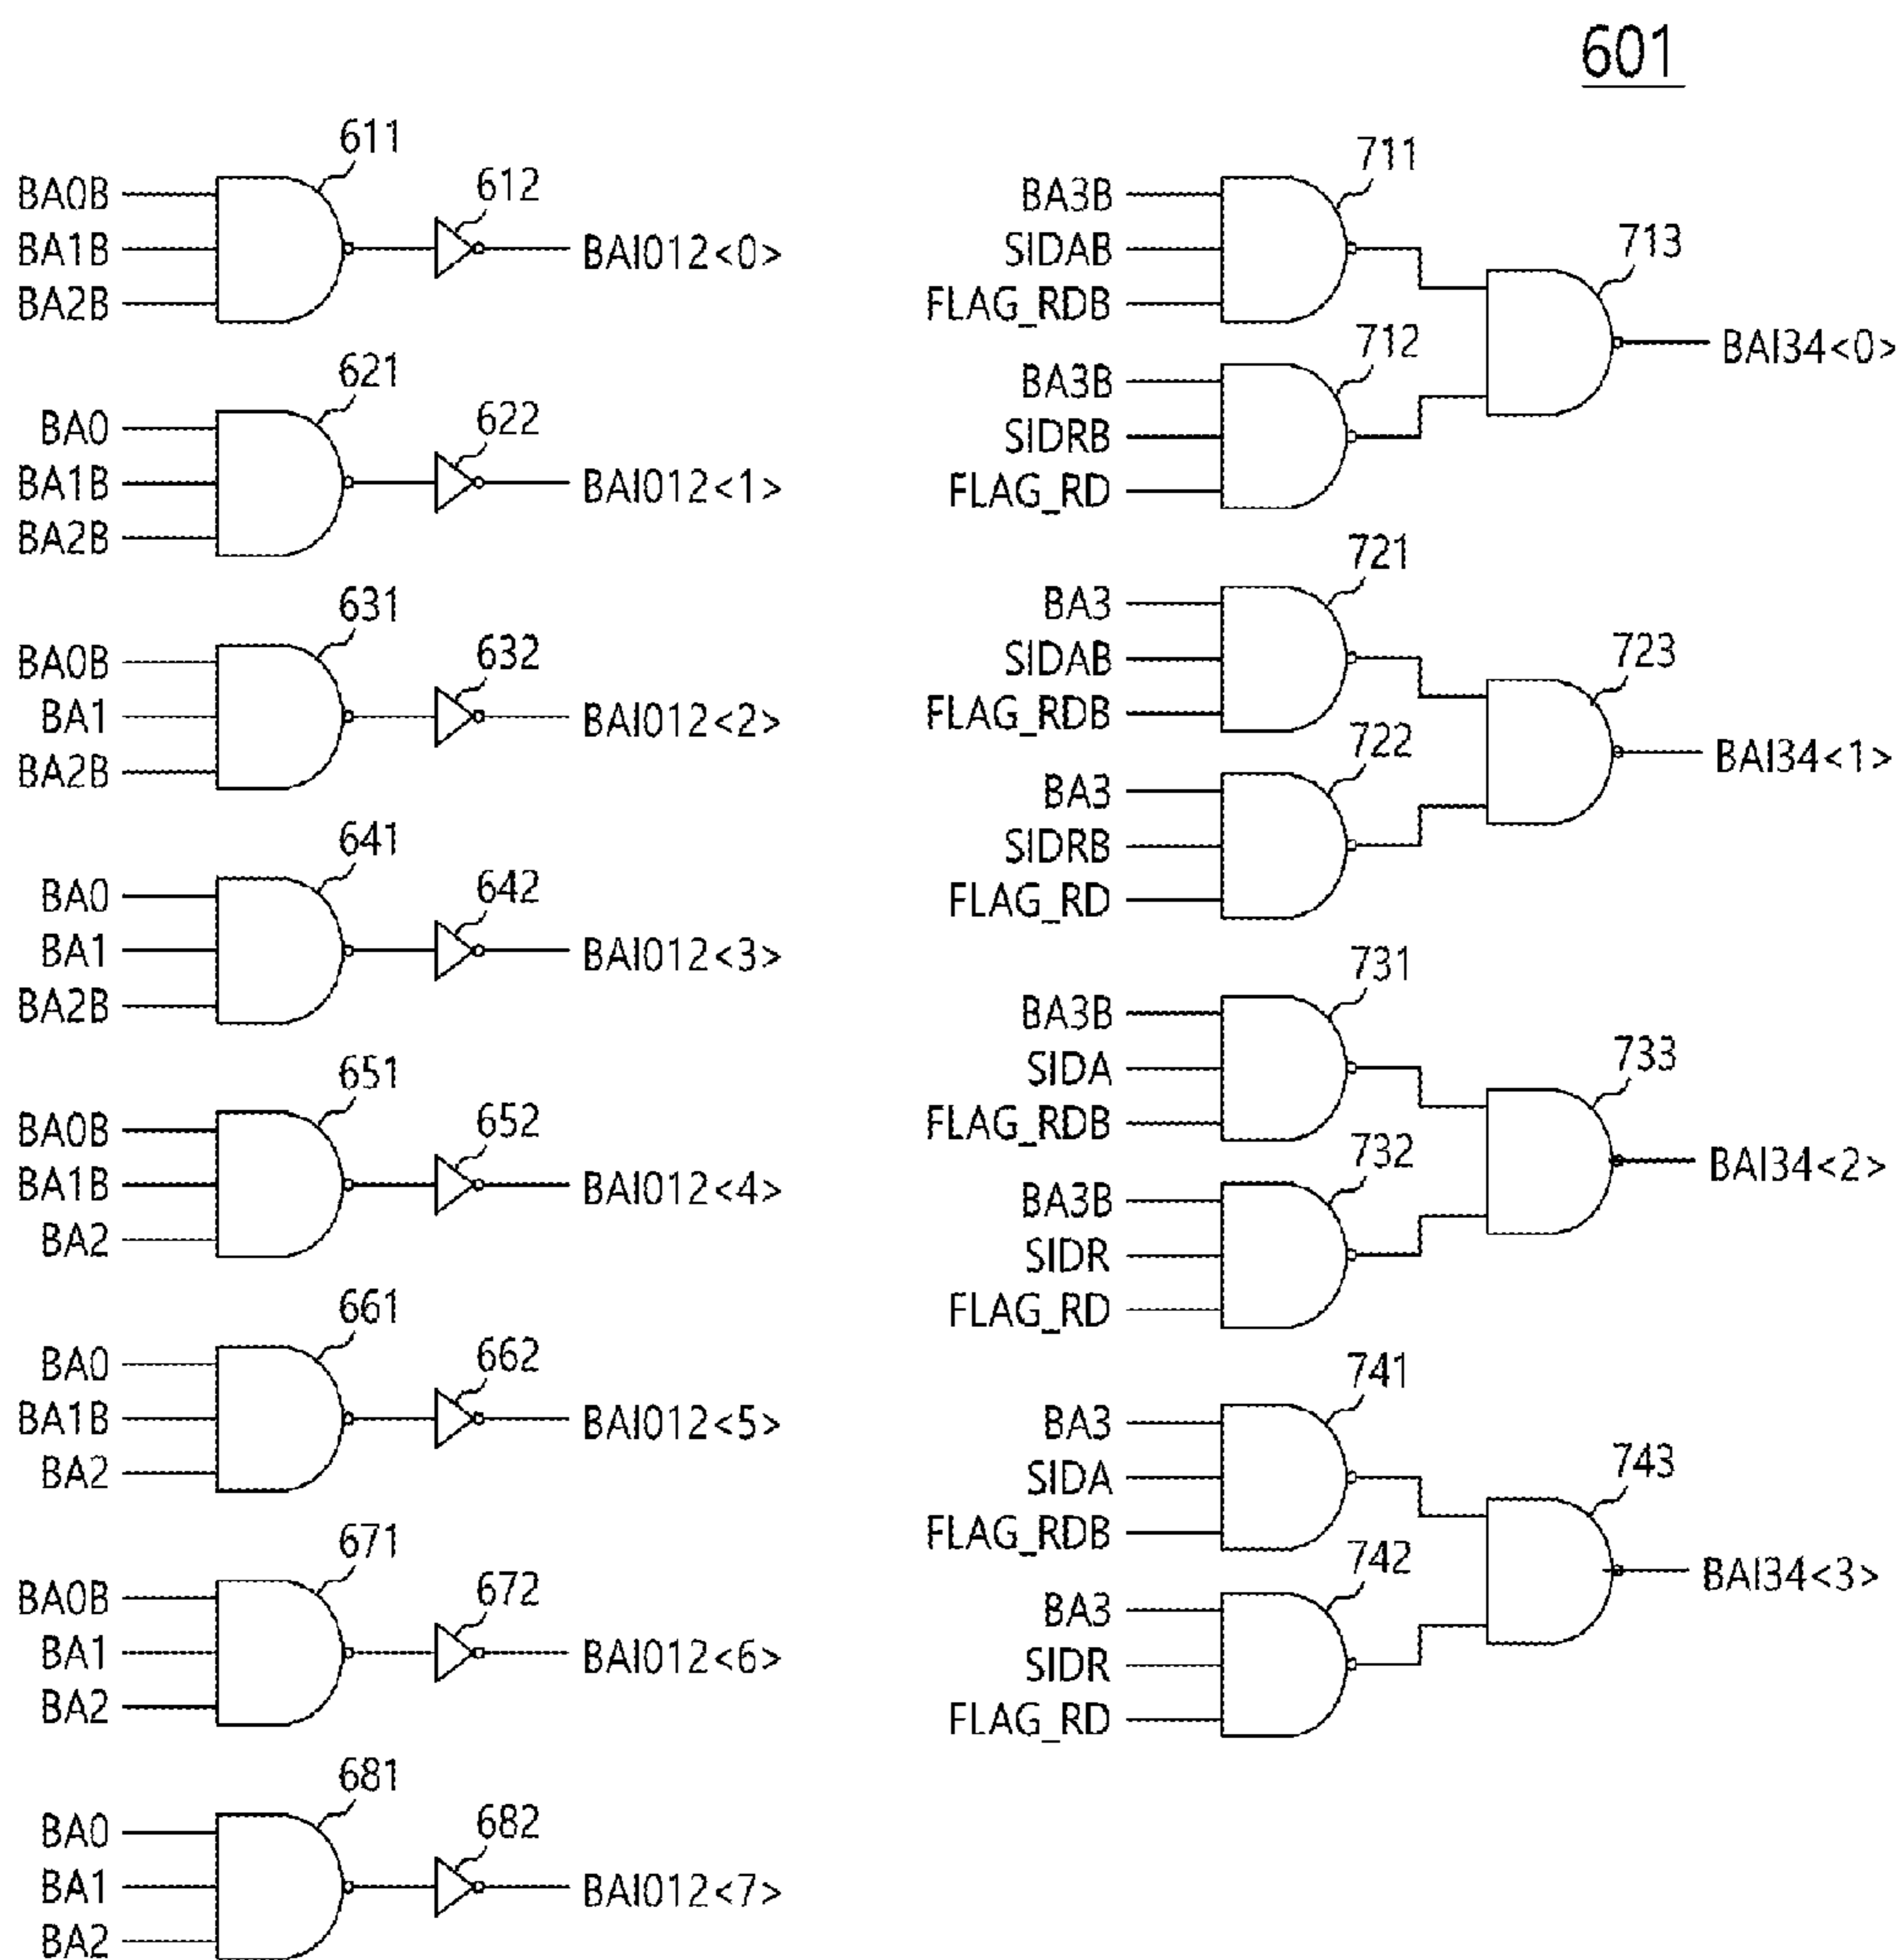 601
611
BA0B
BA1B
BA2B
612
BAI012<0>
621
BA0
BA1B
BA2B
622
BAI012<1>
631
BA0B
BA1
BA2B
632
BAI012<2>
641
BA0
BA1
BA2B
642
BAI012<3>
651
BA0B
BA1B
BA2
652
BAI012<4>
661
BA0
BA1B
BA2
662
BAI012<5>
671
BA0B
BA1
BA2
672
BAI012<6>
681
BA0
BA1
BA2
682
BAI012<7>
711
BA3B
SIDAB
FLAG_RDB
712
BA3B
SIDRB
FLAG_RD
713
BAI34<0>
721
BA3
SIDAB
FLAG_RDB
722
BA3
SIDRB
FLAG_RD
723
BAI34<1>
731
BA3B
SIDA
FLAG_RDB
732
BA3B
SIDR
FLAG_RD
733
BAI34<2>
741
BA3
SIDA
FLAG_RDB
742
BA3
SIDR
FLAG_RD
743
BAI34<3>